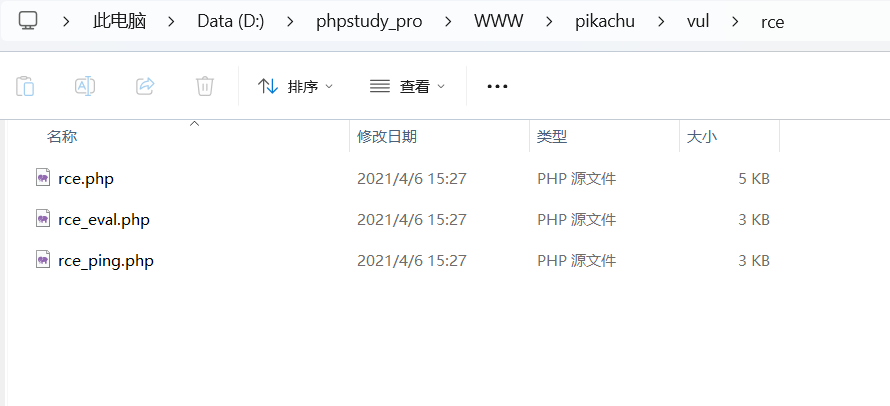 此电脑 Data (D:) phpstudy_pro WWW pikachu vul rce
排序 查看
名称 修改日期 类型 大小
rce.php 2021/4/6 15:27 PHP 源文件 5 KB
rce_eval.php 2021/4/6 15:27 PHP 源文件 3 KB
rce_ping.php 2021/4/6 15:27 PHP 源文件 3 KB